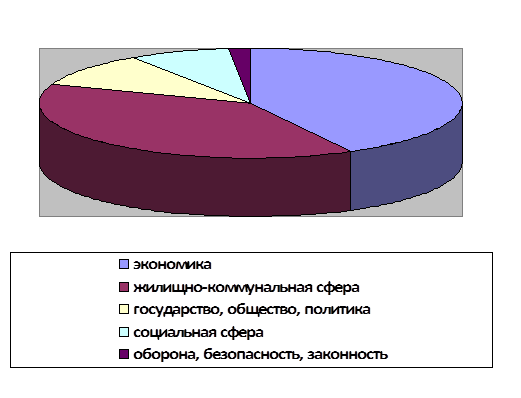 экономика
жилищно-коммунальная сфера
государство, общество, политика
социальная сфера
оборона, безопасность, законность